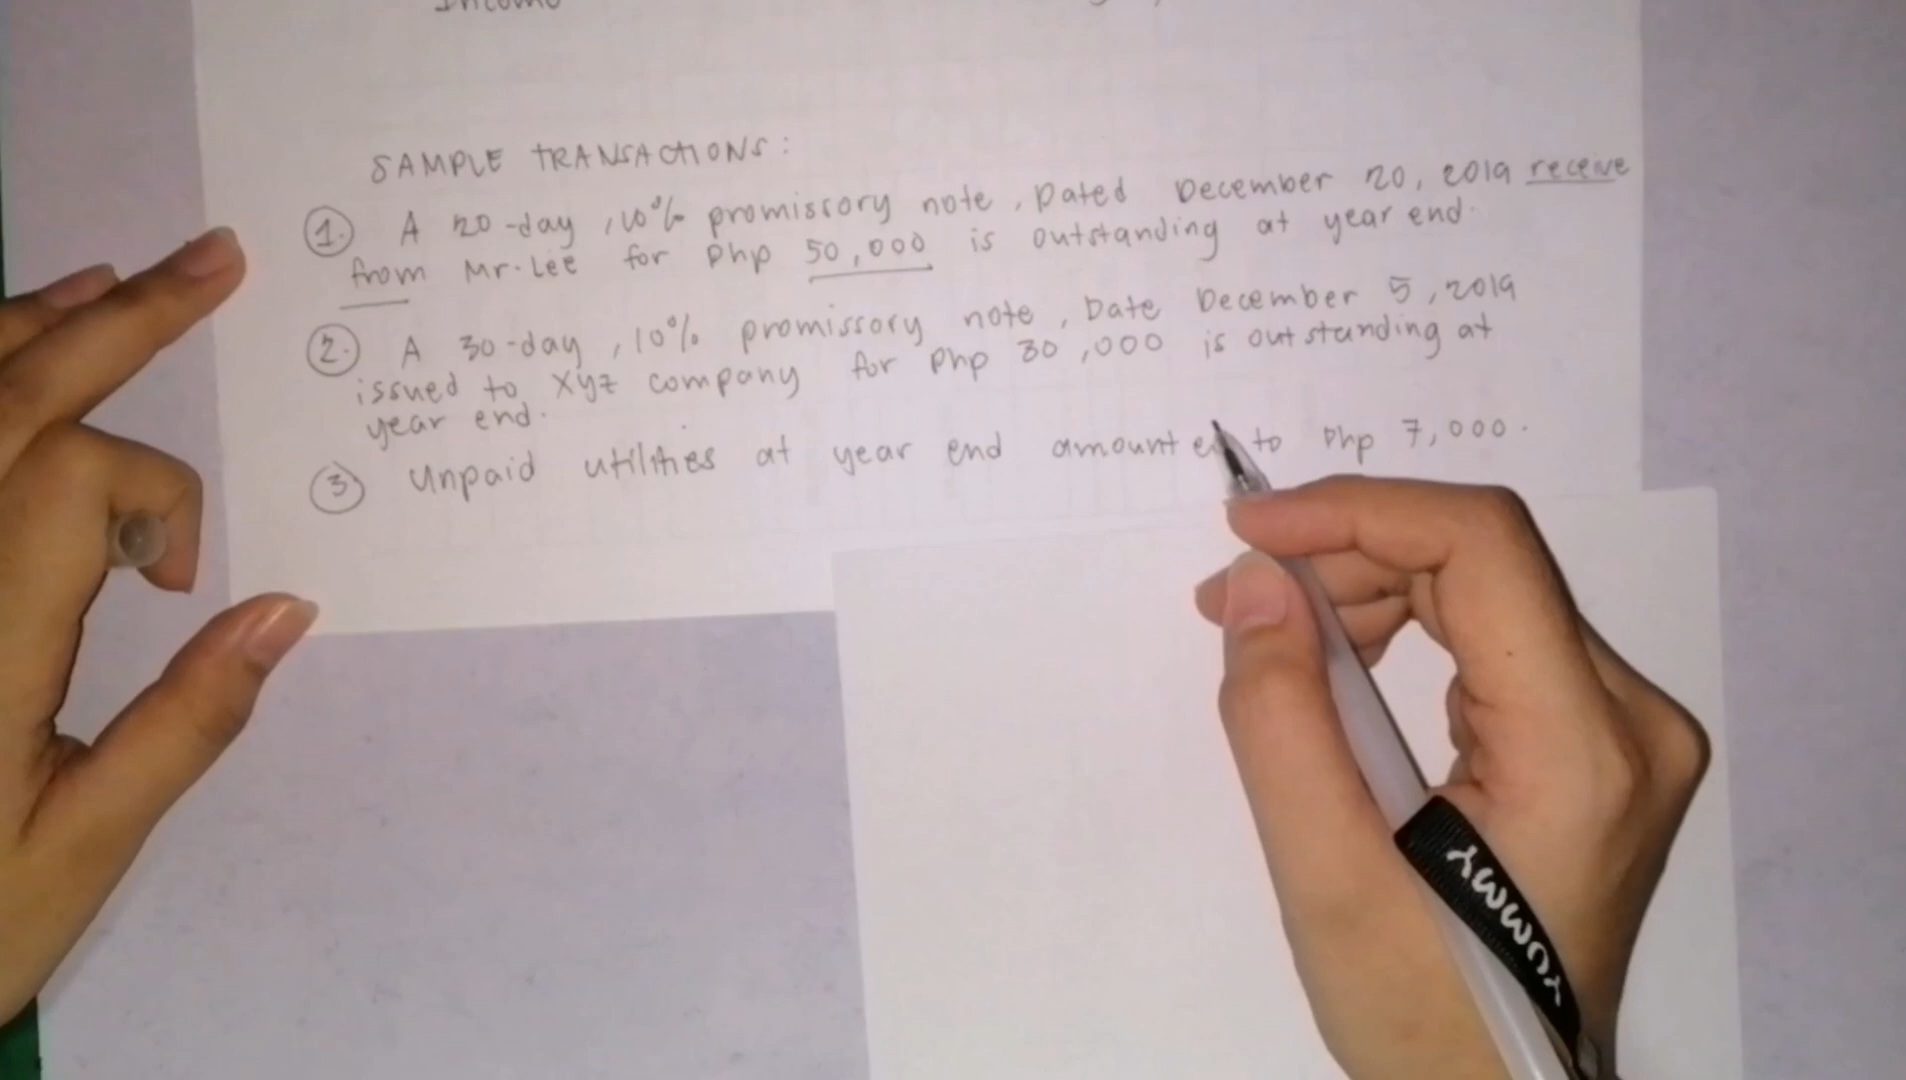 Income
SAMPLE TRANSACTIONS:
1. A 20-day, 10% promissory note, Dated December 20, 2019 receive
from Mr. Lee for Php 50,000 is outstanding at year end.
2. A 30-day, 10% promissory note, Date December 5, 2019
issued to XYZ company for Php 30,000 is outstanding at
year end.
3 Unpaid utilities at year end amount to Php 7,000.
YUMMY